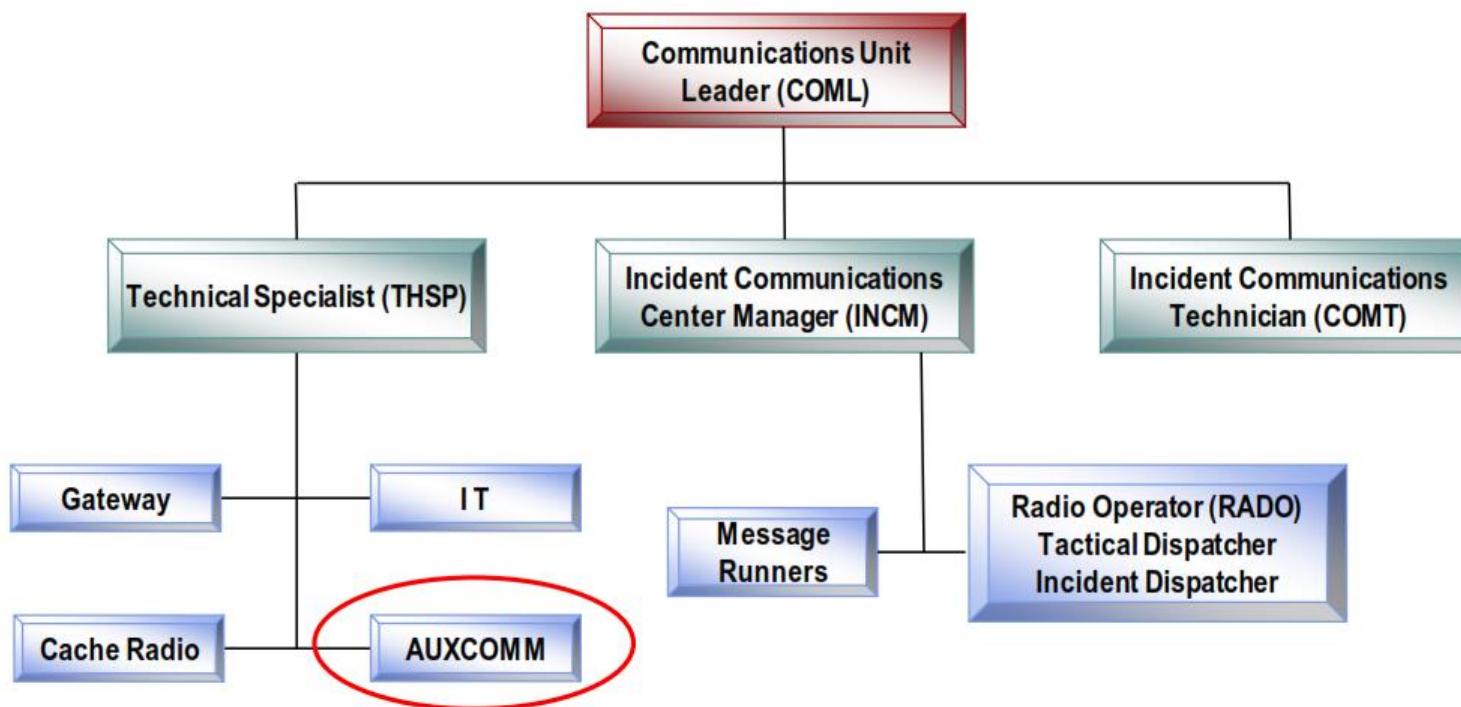 Communications Unit
Leader (COML)
Technical Specialist (THSP)
Incident Communications
Center Manager (INCM)
Incident Communications
Technician (COMT)
Gateway
I T
Cache Radio
AUXCOMM
Message
Runners
Radio Operator (RADO)
Tactical Dispatcher
Incident Dispatcher